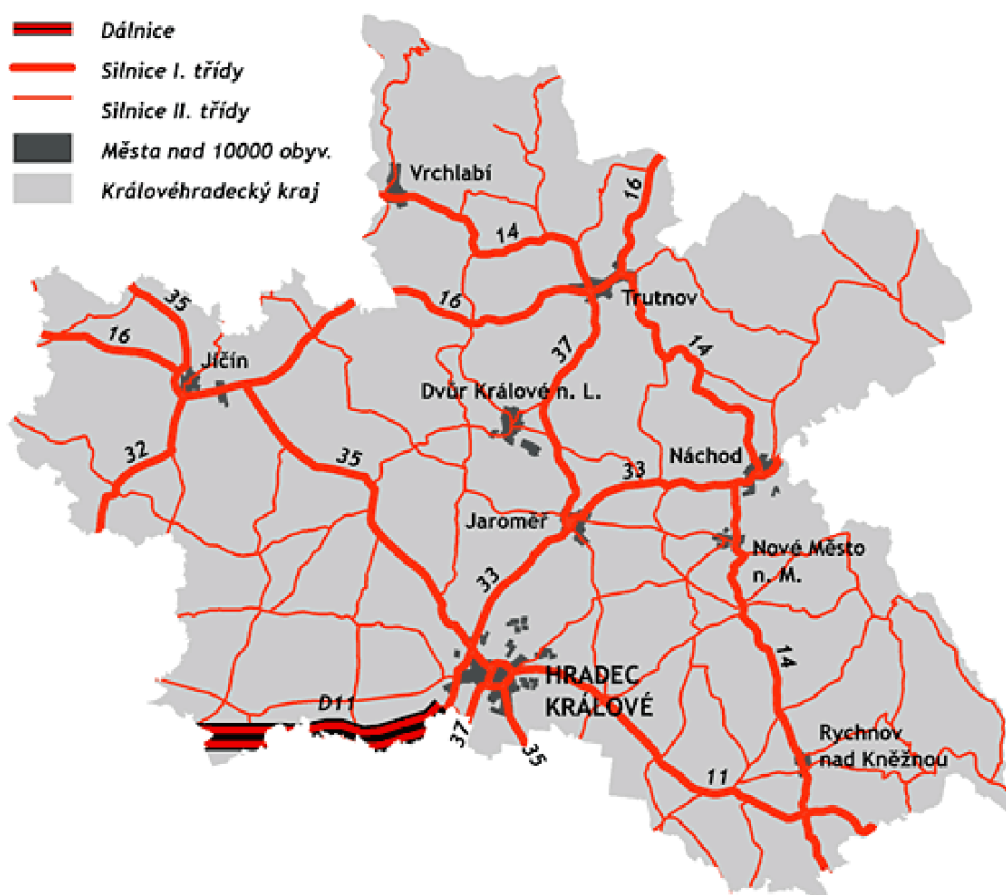 Dálnice
Silnice I. třídy
Silnice II. třídy
Města nad 10000 obyv.
Královéhradecký kraj
Vrchlabí
16
14
35
16
16
Trutnov
37
14
Jíčín
Dvůr Králové n. L.
32
35
Náchod
33
Jaroměř
Nové Město
n. M.
33
14
HRADEC
KRÁLOVÉ
D11
37
35
Rychnov
nad Kněžnou
11